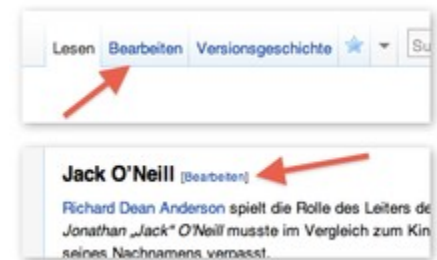 Lesen Bearbeiten Versionsgeschichte Su
Jack O'Neill [Bearbeiten]
Richard Dean Anderson spielt die Rolle des Leiters de
Jonathan „Jack" O'Neill musste im Vergleich zum Kin
seines Nachnamens verpasst.